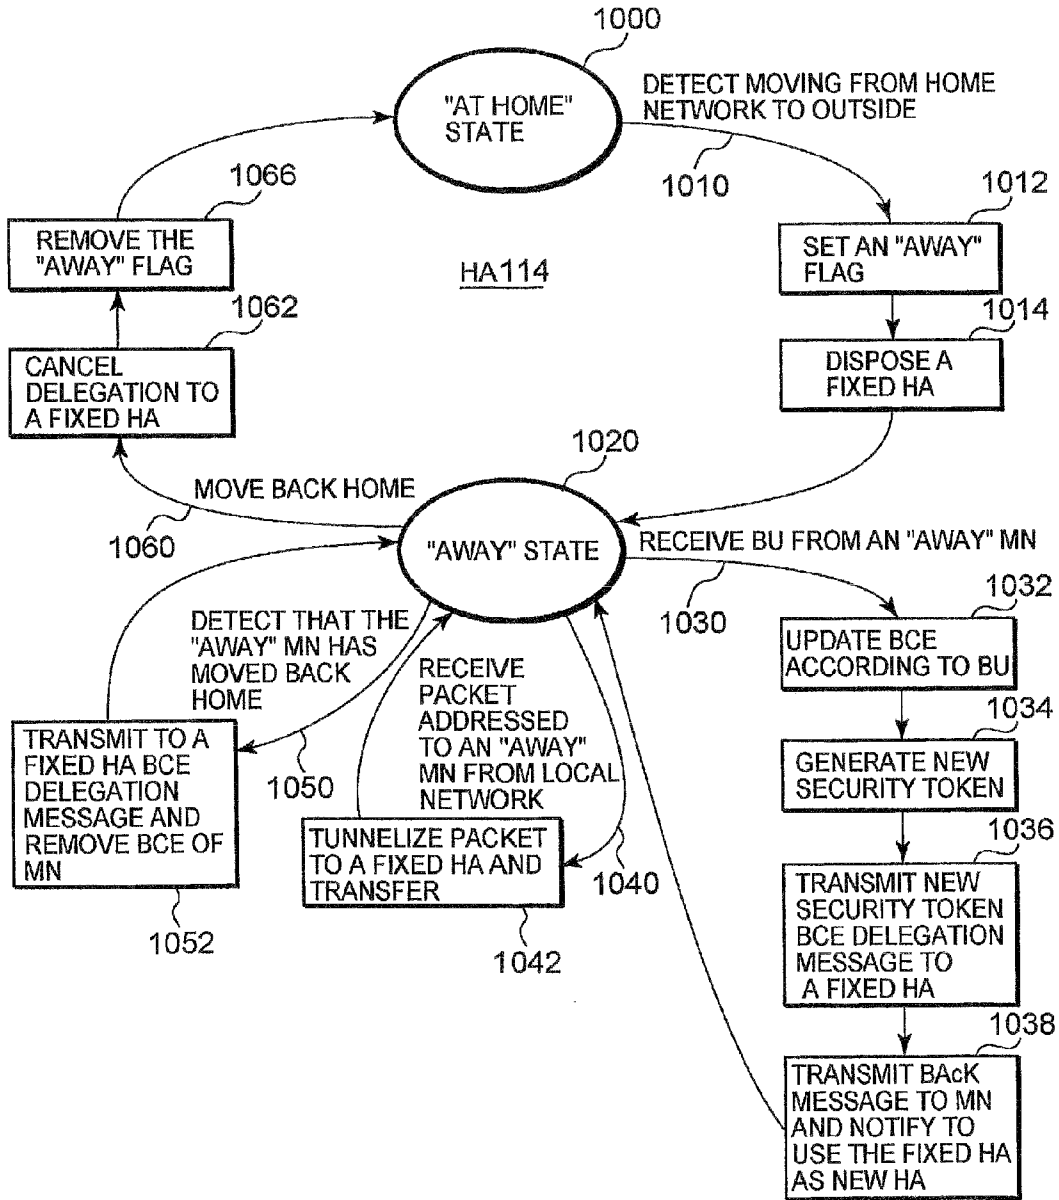 1000
"AT HOME"
STATE
DETECT MOVING FROM HOME
NETWORK TO OUTSIDE
1010
1012
SET AN "AWAY"
FLAG
1014
DISPOSE A
FIXED HA
HA114
1066
REMOVE THE
"AWAY" FLAG
1062
CANCEL
DELEGATION TO
A FIXED HA
MOVE BACK HOME
1060
1020
"AWAY" STATE
RECEIVE BU FROM AN "AWAY" MN
1030
1032
UPDATE BCE
ACCORDING TO BU
1034
GENERATE NEW
SECURITY TOKEN
1036
TRANSMIT NEW
SECURITY TOKEN
BCE DELEGATION
MESSAGE TO
A FIXED HA
1038
TRANSMIT BAcK
MESSAGE TO MN
AND NOTIFY TO
USE THE FIXED HA
AS NEW HA
DETECT THAT THE
"AWAY" MN HAS
MOVED BACK
HOME
1050
TRANSMIT TO A
FIXED HA BCE
DELEGATION
MESSAGE AND
REMOVE BCE OF
MN
1052
RECEIVE
PACKET
ADDRESSED
TO AN "AWAY"
MN FROM LOCAL
NETWORK
1040
TUNNELIZE PACKET
TO A FIXED HA AND
TRANSFER
1042